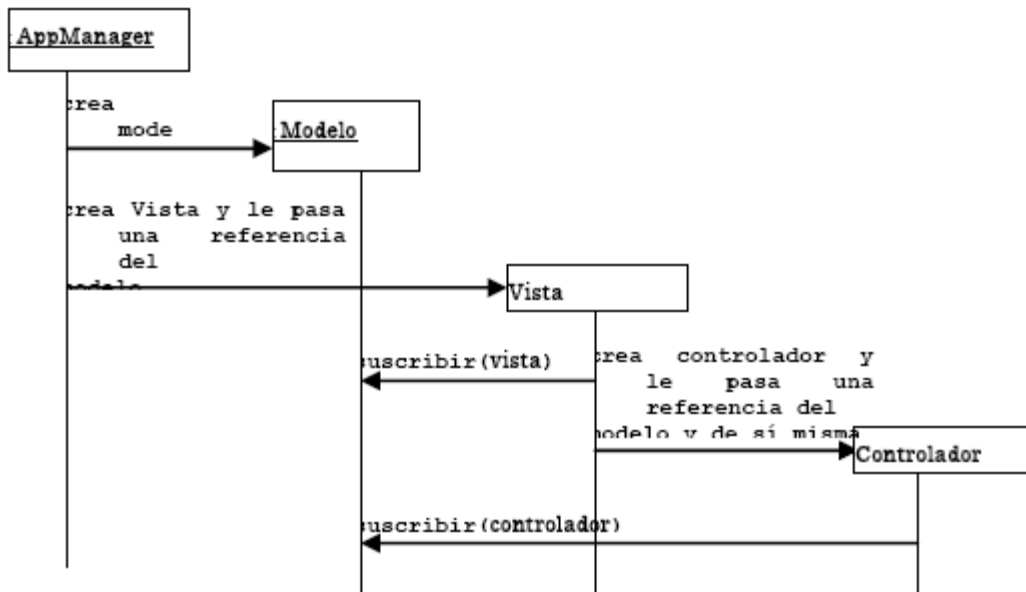 : AppManager
crea
mode
: Modelo
crea Vista y le pasa
una referencia
del
modelo
Vista
suscribir(vista)
crea controlador y
le pasa una
referencia del
modelo y de sí misma
Controlador
suscribir(controlador)